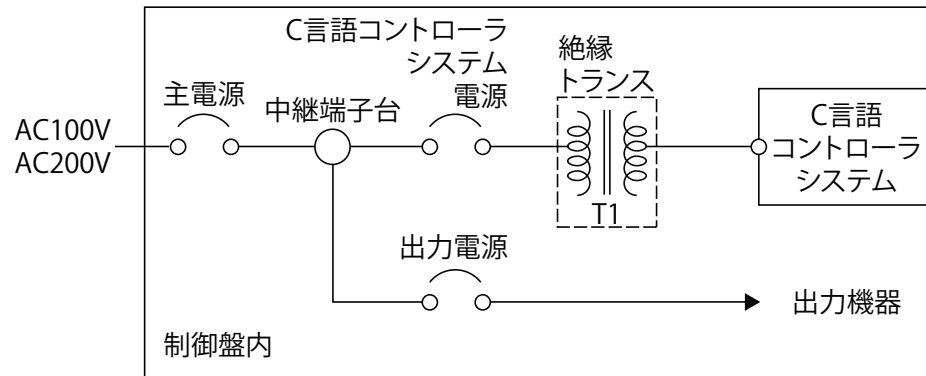 C言語コントローラ
システム
電源
絶縁
トランス
主電源
中継端子台
AC100V
AC200V
C言語
コントローラ
システム
T1
出力電源
出力機器
制御盤内